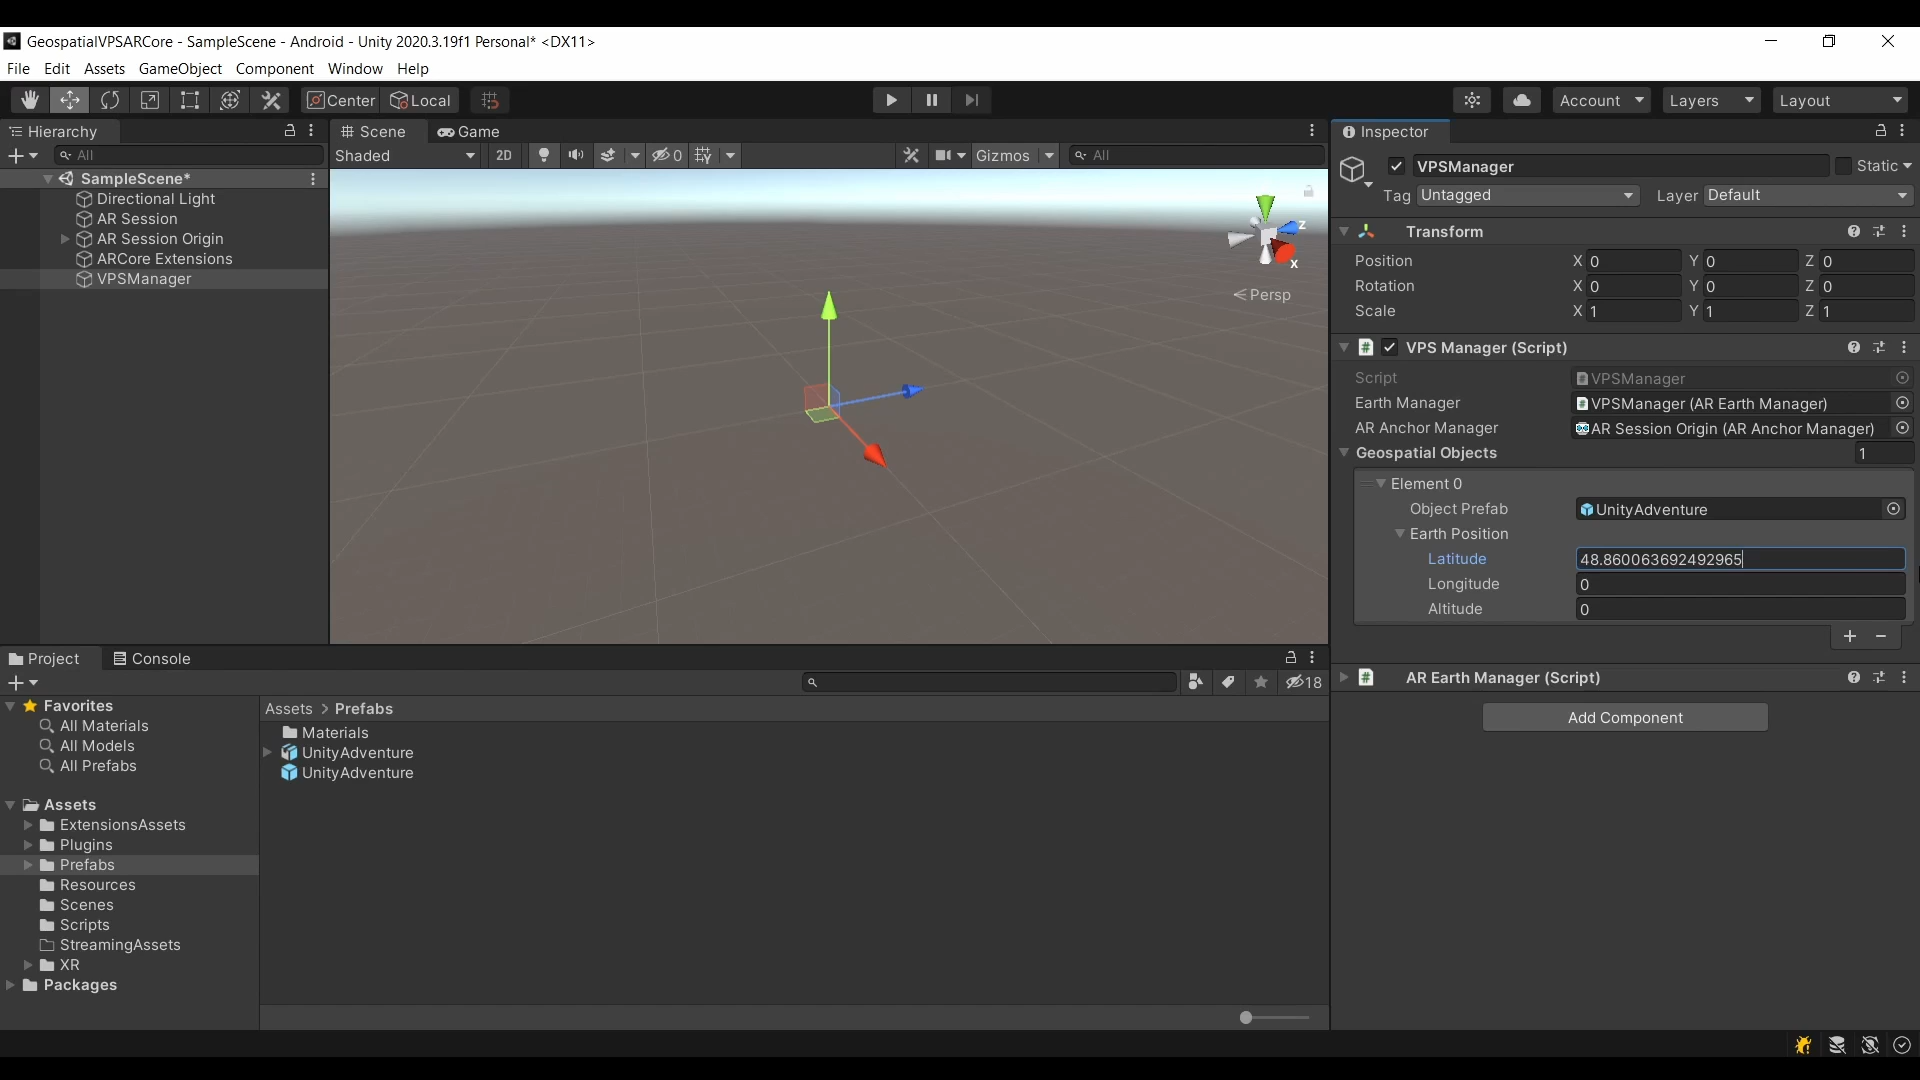 GeospatialVPSARCore - SampleScene - Android - Unity 2020.3.19f1 Personal* <DX11>
File Edit Assets GameObject Component Window Help
Center Local Account Layers Layout
Hierarchy
All
SampleScene*
Directional Light
AR Session
AR Session Origin
ARCore Extensions
VPSManager
Scene Game
Shaded 2D 0 Gizmos All
z
x
Persp
Inspector
VPSManager Static
Tag Untagged Layer Default
Transform
Position X 0 Y 0 Z 0
Rotation X 0 Y 0 Z 0
Scale X 1 Y 1 Z 1
# VPS Manager (Script)
Script VPSManager
Earth Manager VPSManager (AR Earth Manager)
AR Anchor Manager AR Session Origin (AR Anchor Manager)
Geospatial Objects 1
Element 0
Object Prefab UnityAdventure
Earth Position
Latitude 48.860063692492965
Longitude 0
Altitude 0
+ −
# AR Earth Manager (Script)
Add Component
Project Console
18
Favorites
All Materials
All Models
All Prefabs
Assets
ExtensionsAssets
Plugins
Prefabs
Resources
Scenes
Scripts
StreamingAssets
XR
Packages
Assets > Prefabs
Materials
UnityAdventure
UnityAdventure